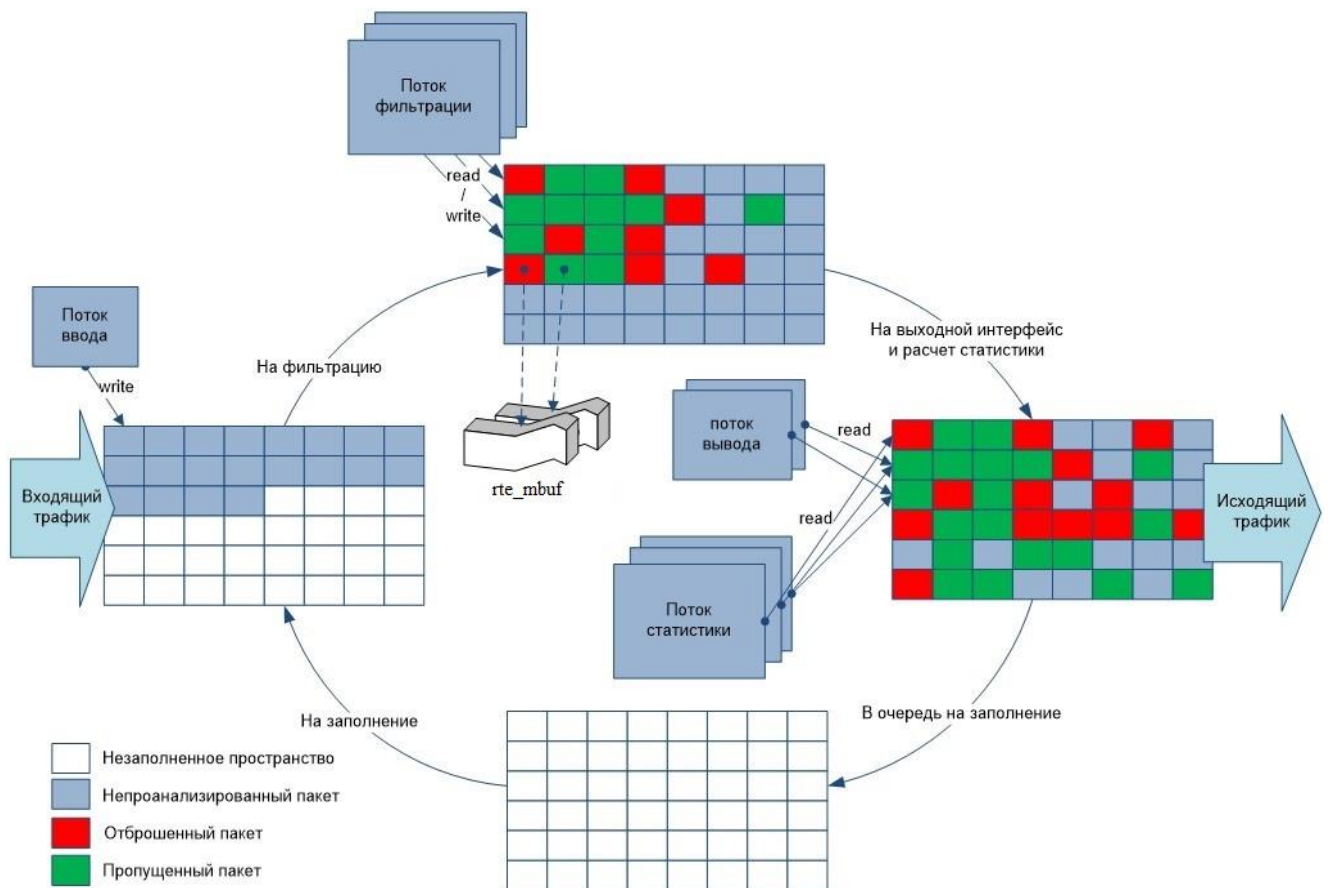 Поток
фильтрации
read
/
write
Поток
ввода
write
На фильтрацию
На выходной интерфейс
и расчет статистики
Входящий
трафик
rte_mbuf
поток
вывода
read
read
Исходящий
трафик
Поток
статистики
На заполнение
В очередь на заполнение
Незаполненное пространство
Непроанализированный пакет
Отброшенный пакет
Пропущенный пакет